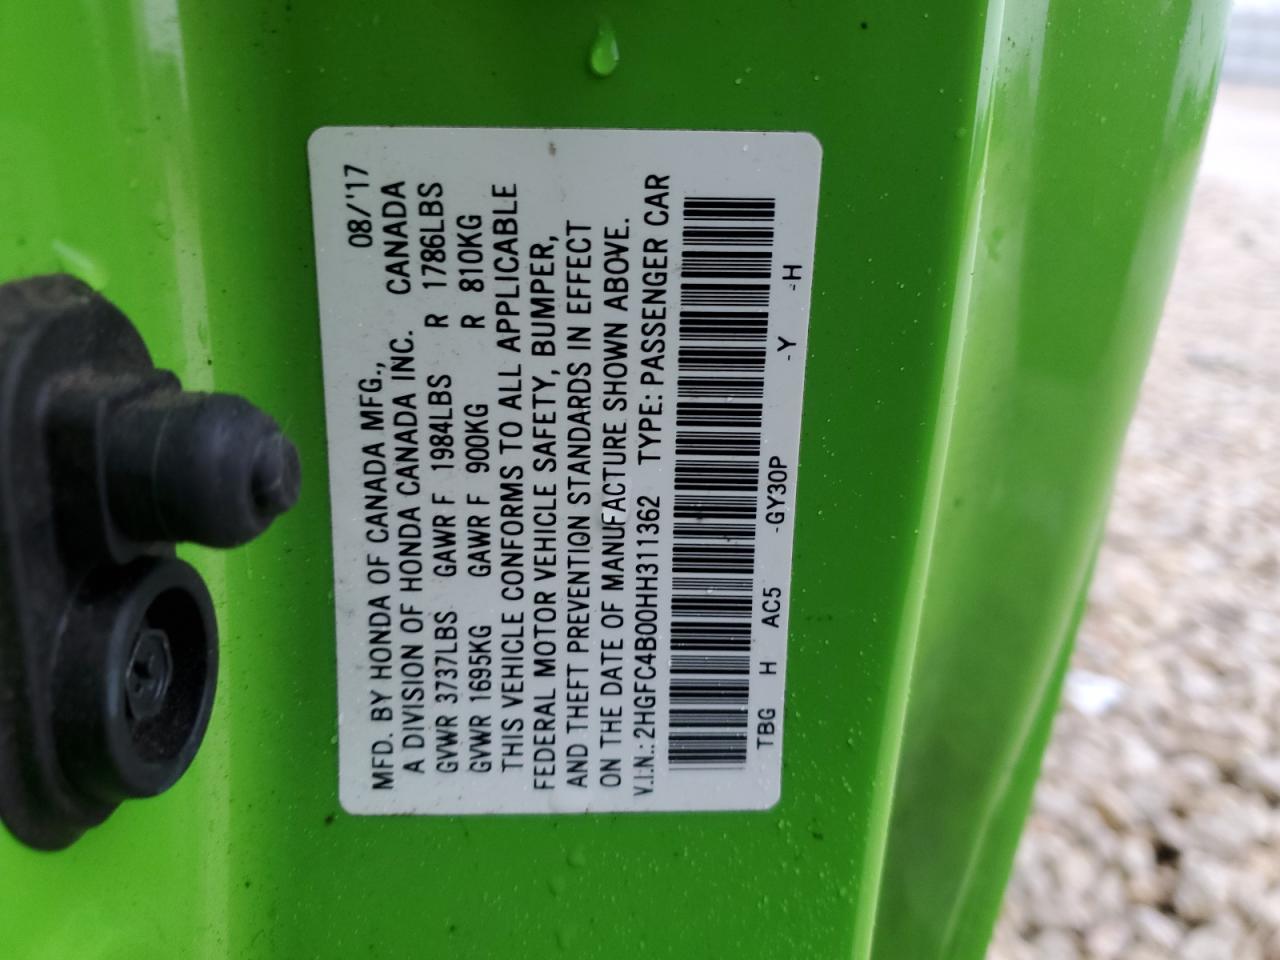 MFD. BY HONDA OF CANADA MFG., 08/'17
A DIVISION OF HONDA CANADA INC. CANADA
GVWR 3737LBS GAWR F 1984LBS R 1786LBS
GVWR 1695KG GAWR F 900KG R 810KG
THIS VEHICLE CONFORMS TO ALL APPLICABLE
FEDERAL MOTOR VEHICLE SAFETY, BUMPER,
AND THEFT PREVENTION STANDARDS IN EFFECT
ON THE DATE OF MANUFACTURE SHOWN ABOVE.
V.I.N.: 2HGFC4B00HH311362 TYPE: PASSENGER CAR
TBG H AC5 -GY30P -Y -H